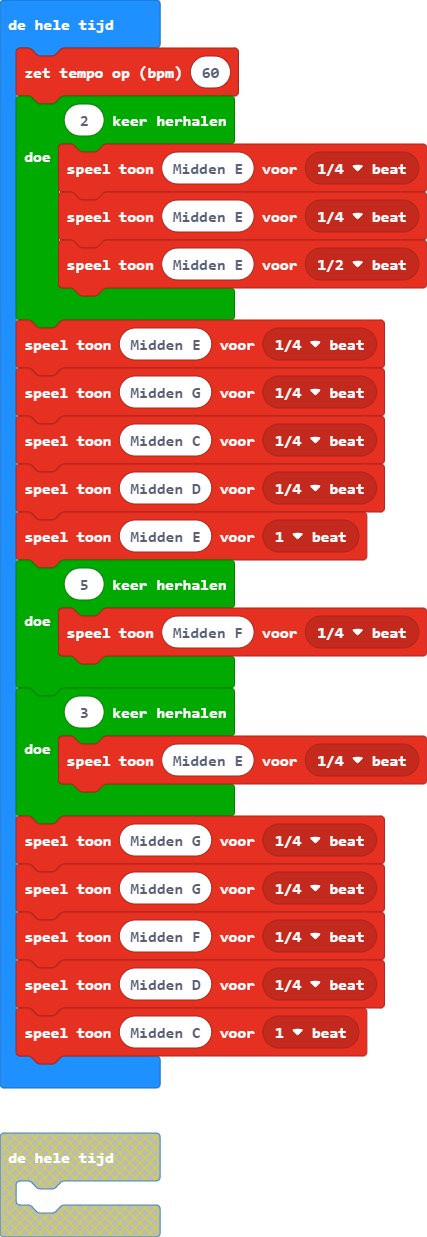 de hele tijd
zet tempo op (bpm) 60
2 keer herhalen
doe
speel toon Midden E voor 1/4 beat
speel toon Midden E voor 1/4 beat
speel toon Midden E voor 1/2 beat
speel toon Midden E voor 1/4 beat
speel toon Midden G voor 1/4 beat
speel toon Midden C voor 1/4 beat
speel toon Midden D voor 1/4 beat
speel toon Midden E voor 1 beat
5 keer herhalen
doe
speel toon Midden F voor 1/4 beat
3 keer herhalen
doe
speel toon Midden E voor 1/4 beat
speel toon Midden G voor 1/4 beat
speel toon Midden G voor 1/4 beat
speel toon Midden F voor 1/4 beat
speel toon Midden D voor 1/4 beat
speel toon Midden C voor 1 beat
de hele tijd